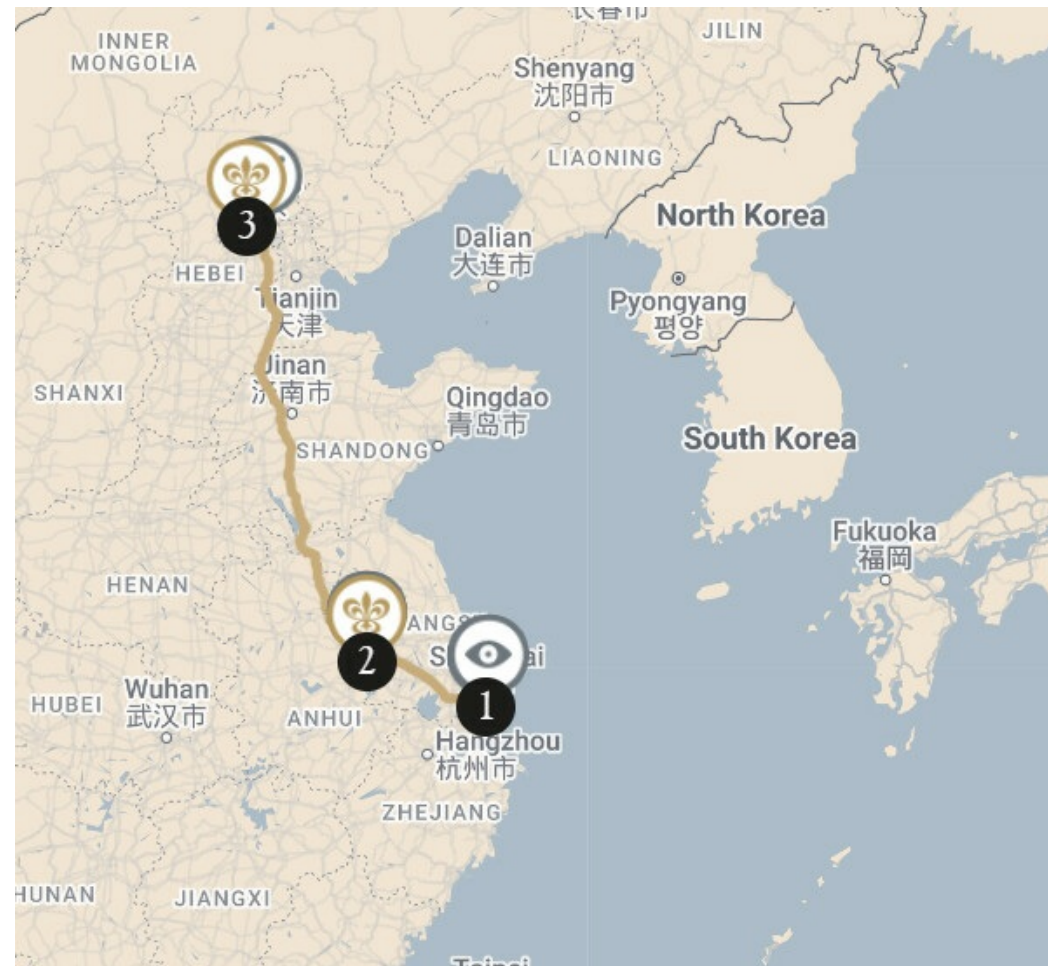 INNER
MONGOLIA
JILIN
Shenyang
沈阳市
LIAONING
North Korea
3
Dalian
大连市
HEBEI
Tianjin
天津
Pyongyang
평양
Jinan
济南市
SHANXI
Qingdao
青岛市
South Korea
SHANDONG
Fukuoka
福岡
HENAN
2
1
Wuhan
武汉市
HUBEI
ANHUI
Hangzhou
杭州市
ZHEJIANG
HUNAN
JIANGXI